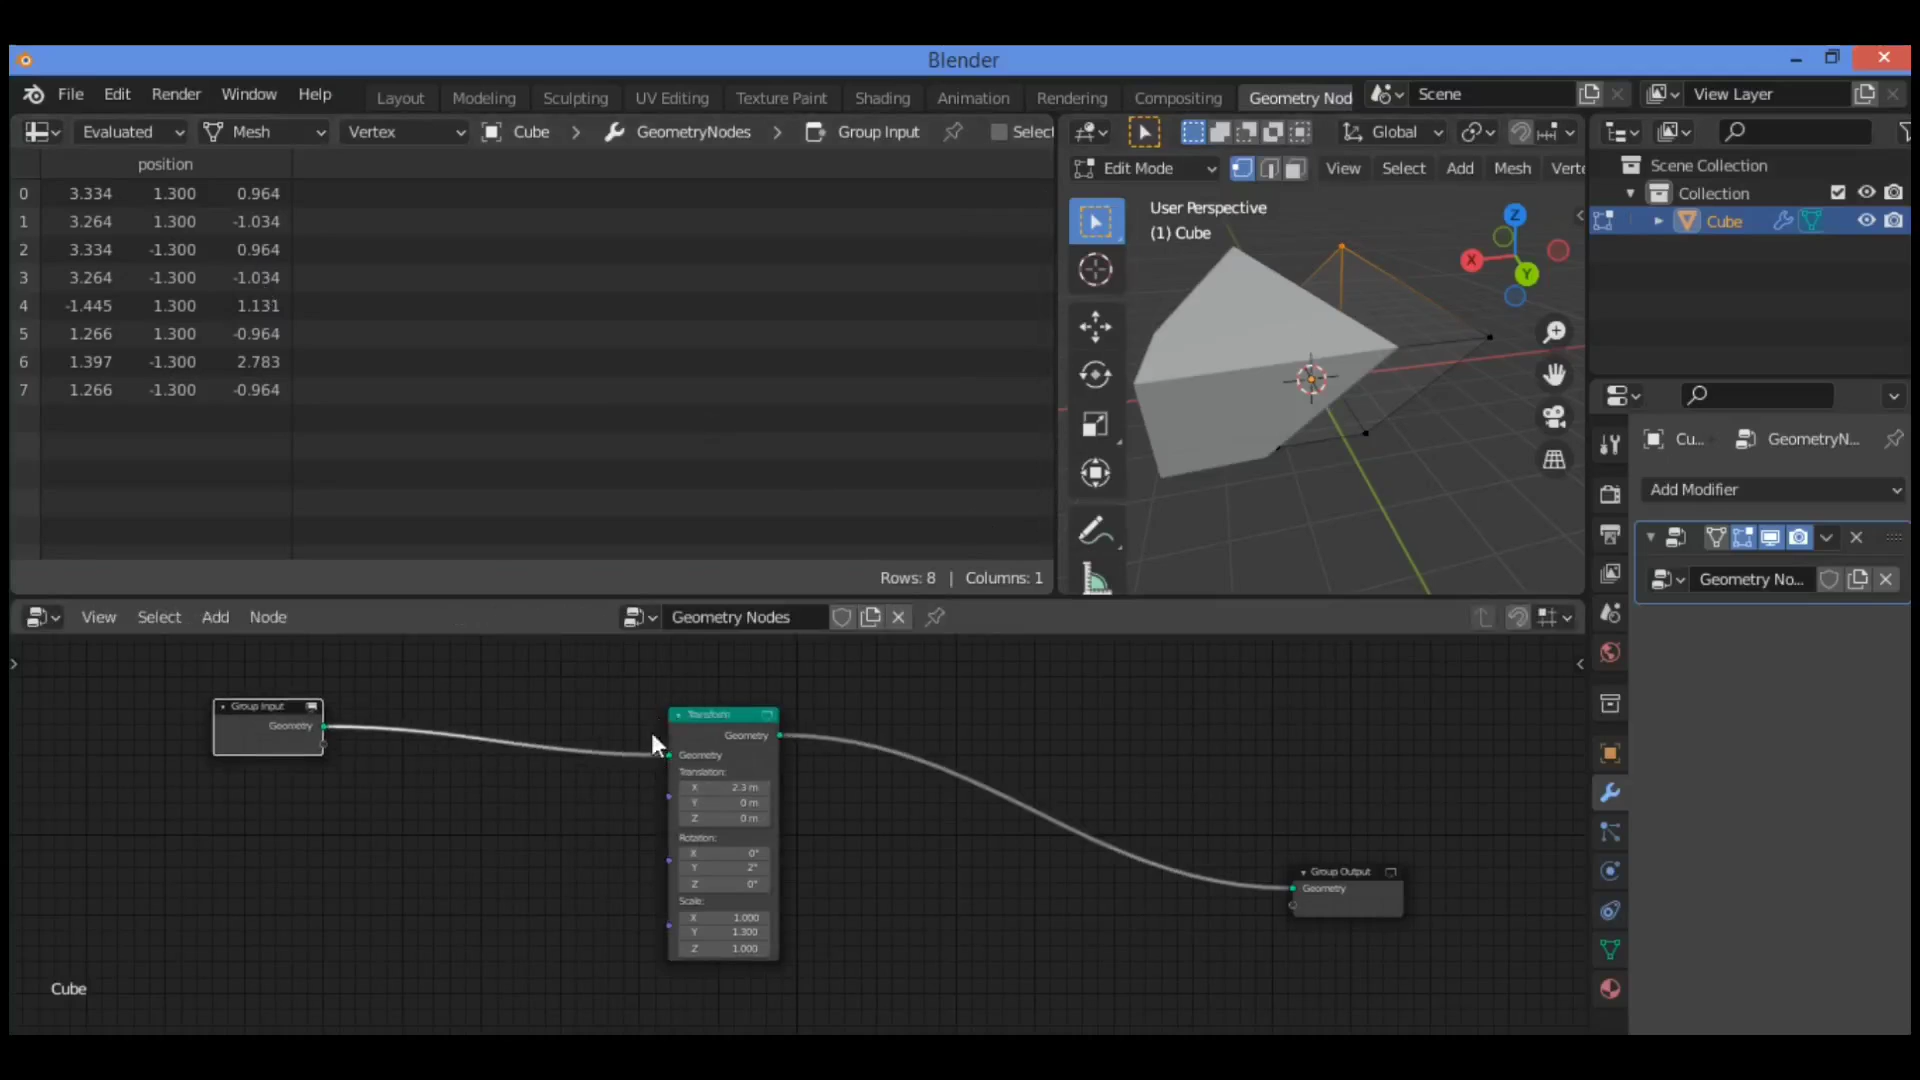 Blender
File Edit Render Window Help Layout Modeling Sculpting UV Editing Texture Paint Shading Animation Rendering Compositing Geometry Nod Scene View Layer
Evaluated Mesh Vertex Cube > GeometryNodes > Group Input Select
position
0 3.334 1.300 0.964
1 3.264 1.300 -1.034
2 3.334 -1.300 0.964
3 3.264 -1.300 -1.034
4 -1.445 1.300 1.131
5 1.266 1.300 -0.964
6 1.397 -1.300 2.783
7 1.266 -1.300 -0.964
Rows: 8 | Columns: 1
Global
Edit Mode View Select Add Mesh Verte
User Perspective
(1) Cube
Z
X
Y
Scene Collection
Collection
Cube
Cu... GeometryN...
Add Modifier
Geometry No...
View Select Add Node Geometry Nodes
Group Input
Geometry
Transform
Geometry
Geometry
Translation:
X 2.3 m
Y 0 m
Z 0 m
Rotation:
X 0°
Y 2°
Z 0°
Scale:
X 1.000
Y 1.300
Z 1.000
Group Output
Geometry
Cube